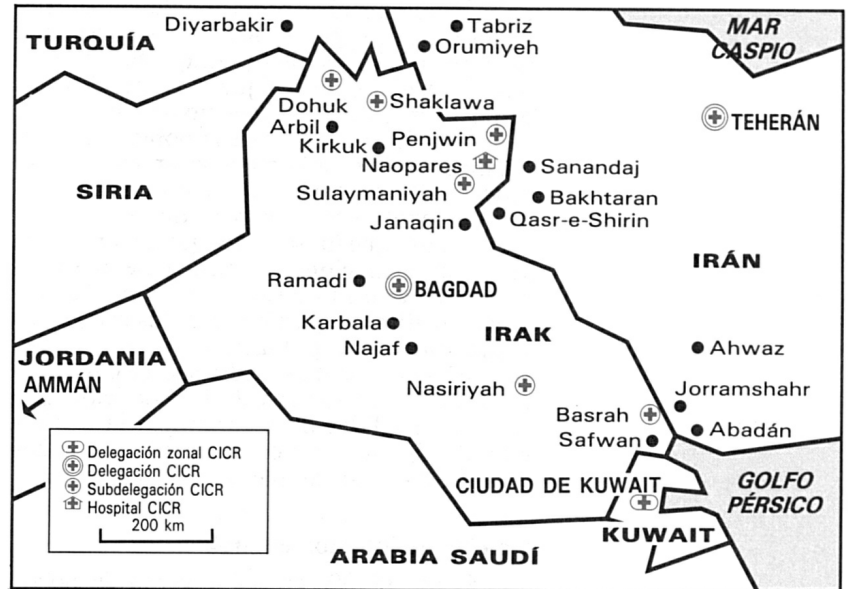 Diyarbakir
Tabriz
Orumiyeh
MAR
CASPIO
TURQUÍA
Dohuk
Shaklawa
TEHERÁN
Arbil
Kirkuk
Penjwin
Naopares
Sanandaj
SIRIA
Sulaymaniyah
Bakhtaran
Qasr-e-Shirin
Janaqin
IRÁN
Ramadi
BAGDAD
Karbala
IRAK
Najaf
Ahwaz
JORDANIA
AMMÁN
Nasiriyah
Jorramshahr
Basrah
Safwan
Abadán
Delegación zonal CICR
Delegación CICR
Subdelegación CICR
Hospital CICR
200 km
CIUDAD DE KUWAIT
GOLFO
PÉRSICO
KUWAIT
ARABIA SAUDÍ